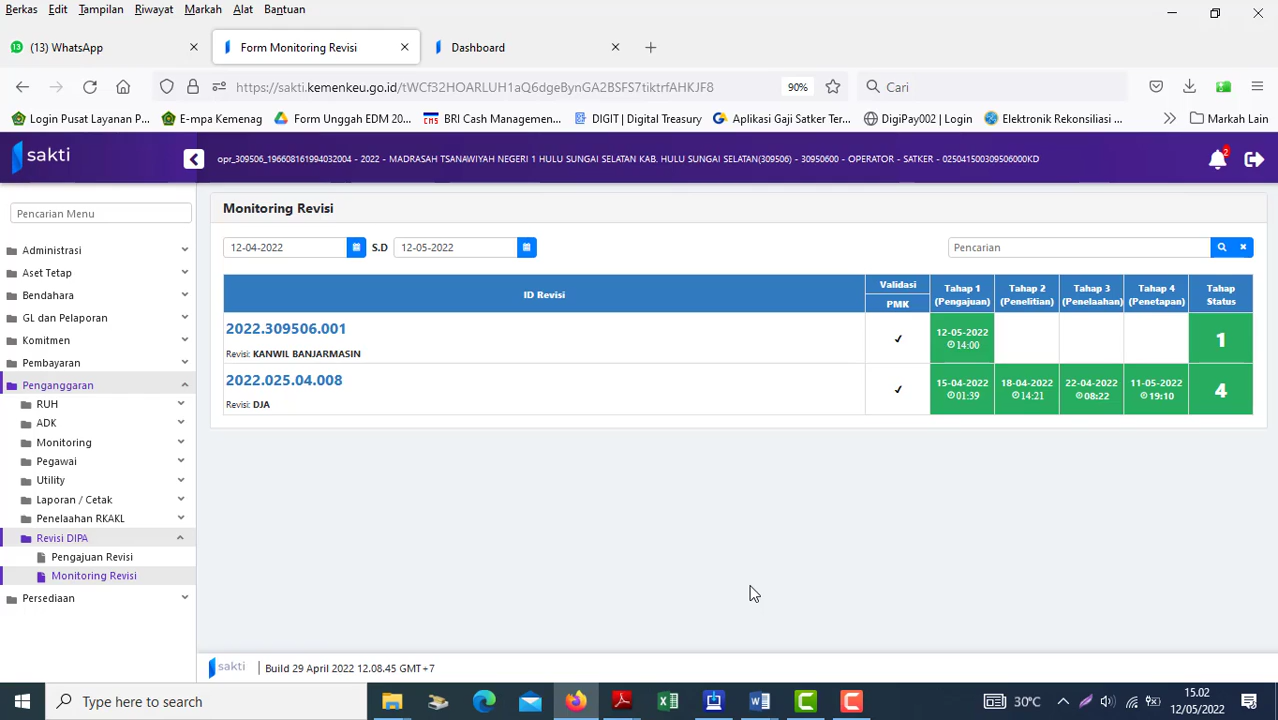 Berkas Edit Tampilan Riwayat Markah Alat Bantuan
13 (13) WhatsApp
Form Monitoring Revisi
Dashboard
https://sakti.kemenkeu.go.id/tWCf32HOARLUH1aQ6dgeBynGA2BSFS7tiktrfAHKJF8
90%
Cari
Login Pusat Layanan P...
E-mpa Kemenag
Form Unggah EDM 20...
CMS BRI Cash Managemen...
DIGIT | Digital Treasury
Aplikasi Gaji Satker Ter...
DigiPay002 | Login
Elektronik Rekonsiliasi ...
Markah Lain
sakti
opr_309506_196608161994032004 - 2022 - MADRASAH TSANAWIYAH NEGERI 1 HULU SUNGAI SELATAN KAB. HULU SUNGAI SELATAN(309506) - 30950600 - OPERATOR - SATKER - 025041500309506000KD
2
Pencarian Menu
Administrasi
Aset Tetap
Bendahara
GL dan Pelaporan
Komitmen
Pembayaran
Penganggaran
RUH
ADK
Monitoring
Pegawai
Utility
Laporan / Cetak
Penelaahan RKAKL
Revisi DIPA
Pengajuan Revisi
Monitoring Revisi
Persediaan
Monitoring Revisi
12-04-2022 S.D 12-05-2022
Pencarian
ID Revisi
Validasi
PMK
Tahap 1
(Pengajuan)
Tahap 2
(Penelitian)
Tahap 3
(Penelaahan)
Tahap 4
(Penetapan)
Tahap
Status
2022.309506.001
Revisi: KANWIL BANJARMASIN
✓
12-05-2022
14:00
1
2022.025.04.008
Revisi: DJA
✓
15-04-2022
01:39
18-04-2022
14:21
22-04-2022
08:22
11-05-2022
19:10
4
sakti | Build 29 April 2022 12.08.45 GMT+7
Type here to search
30°C
15.02
12/05/2022